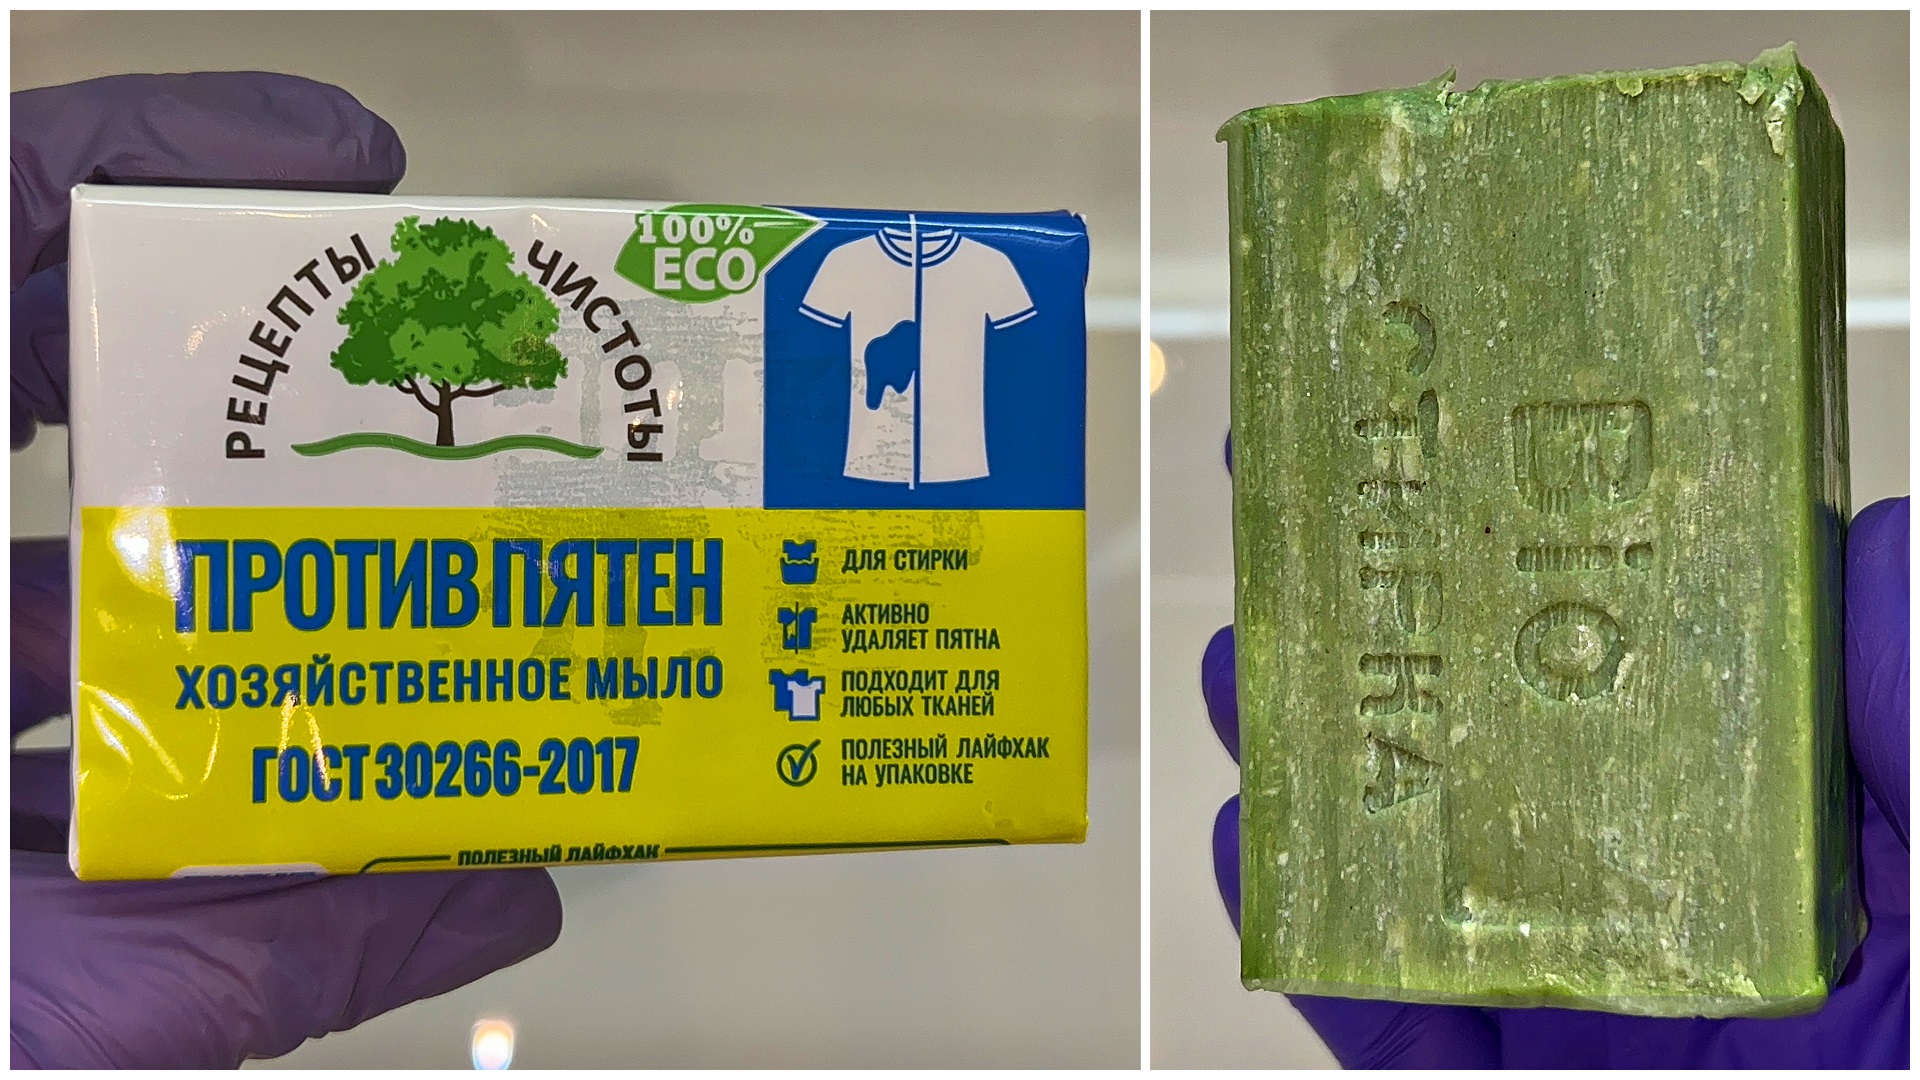 РЕЦЕПТЫ ЧИСТОТЫ
100%
ECO
ПРОТИВ ПЯТЕН
ХОЗЯЙСТВЕННОЕ МЫЛО
ГОСТ 30266-2017
ДЛЯ СТИРКИ
АКТИВНО
УДАЛЯЕТ ПЯТНА
ПОДХОДИТ ДЛЯ
ЛЮБЫХ ТКАНЕЙ
ПОЛЕЗНЫЙ ЛАЙФХАК
НА УПАКОВКЕ
ПОЛЕЗНЫЙ ЛАЙФХАК
ВІО
СТИРКА